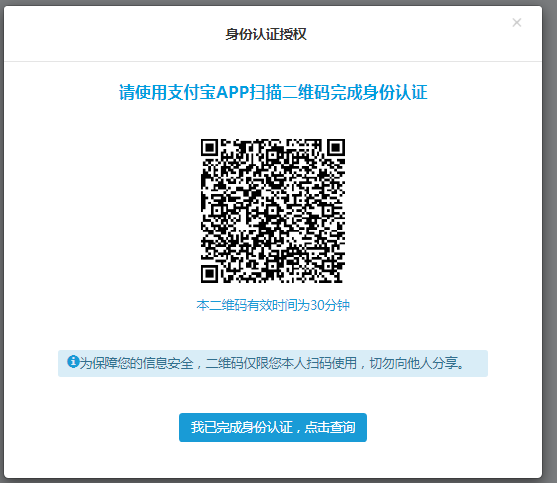 身份认证授权
×
请使用支付宝APP扫描二维码完成身份认证
本二维码有效时间为30分钟
为保障您的信息安全，二维码仅限您本人扫码使用，切勿向他人分享。
我已完成身份认证，点击查询